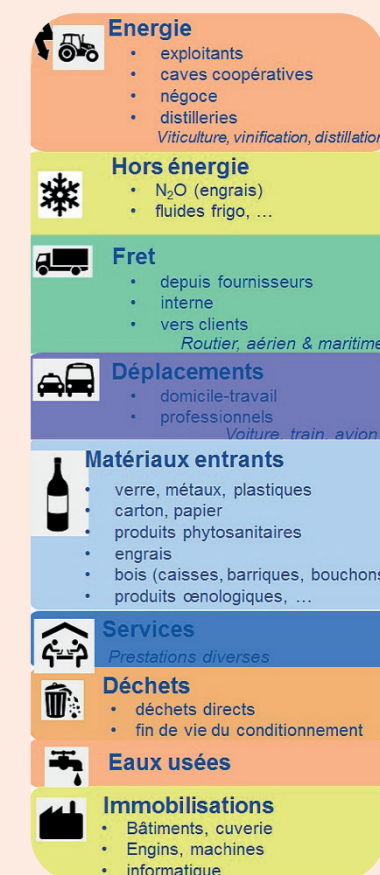 Energie
• exploitants
• caves coopératives
• négoce
• distilleries
Viticulture, vinification, distillation
Hors énergie
• N₂O (engrais)
• fluides frigo, …
Fret
• depuis fournisseurs
• interne
• vers clients
Routier, aérien & maritime
Déplacements
• domicile-travail
• professionnels
Voiture, train, avion
Matériaux entrants
• verre, métaux, plastiques
• carton, papier
• produits phytosanitaires
• engrais
• bois (caisses, barriques, bouchons
• produits œnologiques, …
Services
Prestations diverses
Déchets
• déchets directs
• fin de vie du conditionnement
Eaux usées
Immobilisations
• Bâtiments, cuverie
• Engins, machines
• informatique